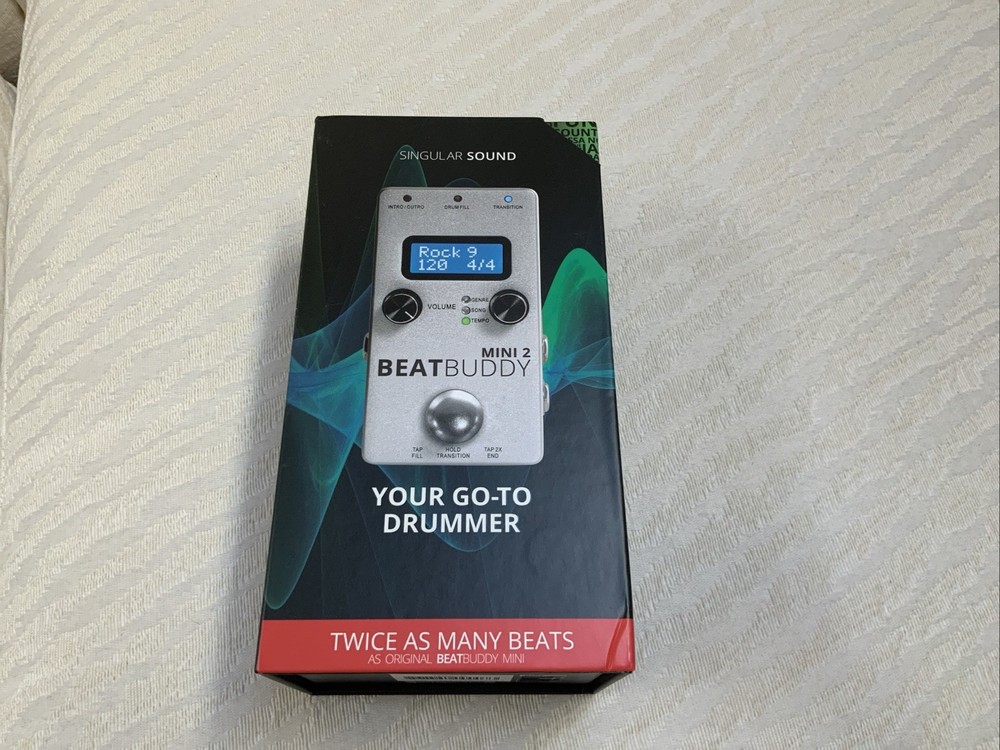 SINGULAR SOUND
INTRO / OUTRO
DRUM FILL
TRANSITION
Rock 9
120 4/4
VOLUME
GENRE
SONG
TEMPO
MINI 2
BEATBUDDY
TAP
FILL
HOLD
TRANSITION
TAP 2X
END
YOUR GO-TO
DRUMMER
TWICE AS MANY BEATS
AS ORIGINAL BEATBUDDY MINI